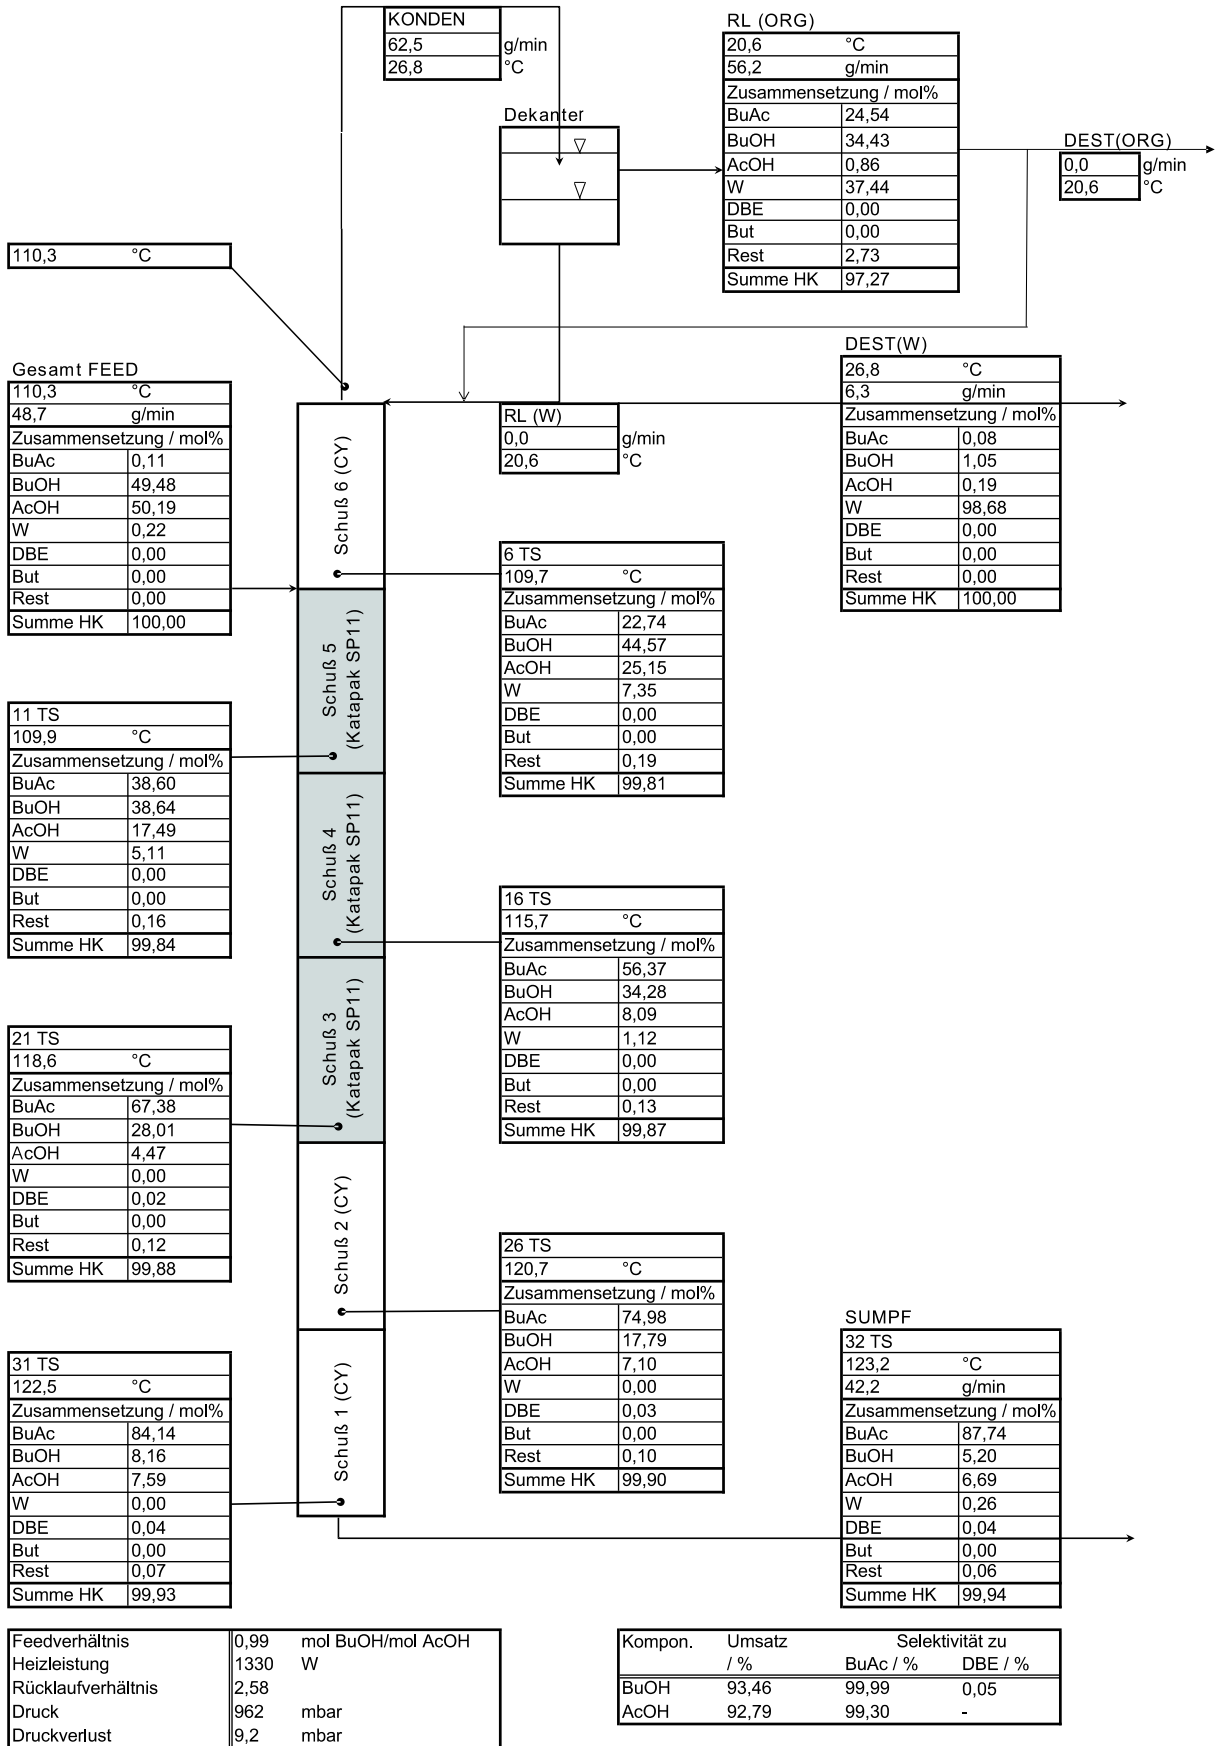 KONDEN
62,5 g/min
26,8 °C
RL (ORG)
20,6 °C
56,2 g/min
Zusammensetzung / mol%
BuAc 24,54
BuOH 34,43
AcOH 0,86
W 37,44
DBE 0,00
But 0,00
Rest 2,73
Summe HK 97,27
Dekanter
DEST(ORG)
0,0 g/min
20,6 °C
110,3 °C
Gesamt FEED
110,3 °C
48,7 g/min
Zusammensetzung / mol%
BuAc 0,11
BuOH 49,48
AcOH 50,19
W 0,22
DBE 0,00
But 0,00
Rest 0,00
Summe HK 100,00
RL (W)
0,0 g/min
20,6 °C
DEST(W)
26,8 °C
6,3 g/min
Zusammensetzung / mol%
BuAc 0,08
BuOH 1,05
AcOH 0,19
W 98,68
DBE 0,00
But 0,00
Rest 0,00
Summe HK 100,00
Schuß 6 (CY)
6 TS
109,7 °C
Zusammensetzung / mol%
BuAc 22,74
BuOH 44,57
AcOH 25,15
W 7,35
DBE 0,00
But 0,00
Rest 0,19
Summe HK 99,81
Schuß 5
(Katapak SP11)
11 TS
109,9 °C
Zusammensetzung / mol%
BuAc 38,60
BuOH 38,64
AcOH 17,49
W 5,11
DBE 0,00
But 0,00
Rest 0,16
Summe HK 99,84
Schuß 4
(Katapak SP11)
16 TS
115,7 °C
Zusammensetzung / mol%
BuAc 56,37
BuOH 34,28
AcOH 8,09
W 1,12
DBE 0,00
But 0,00
Rest 0,13
Summe HK 99,87
Schuß 3
(Katapak SP11)
21 TS
118,6 °C
Zusammensetzung / mol%
BuAc 67,38
BuOH 28,01
AcOH 4,47
W 0,00
DBE 0,02
But 0,00
Rest 0,12
Summe HK 99,88
Schuß 2 (CY)
26 TS
120,7 °C
Zusammensetzung / mol%
BuAc 74,98
BuOH 17,79
AcOH 7,10
W 0,00
DBE 0,03
But 0,00
Rest 0,10
Summe HK 99,90
Schuß 1 (CY)
31 TS
122,5 °C
Zusammensetzung / mol%
BuAc 84,14
BuOH 8,16
AcOH 7,59
W 0,00
DBE 0,04
But 0,00
Rest 0,07
Summe HK 99,93
SUMPF
32 TS
123,2 °C
42,2 g/min
Zusammensetzung / mol%
BuAc 87,74
BuOH 5,20
AcOH 6,69
W 0,26
DBE 0,04
But 0,00
Rest 0,06
Summe HK 99,94
Feedverhältnis 0,99 mol BuOH/mol AcOH
Heizleistung 1330 W
Rücklaufverhältnis 2,58
Druck 962 mbar
Druckverlust 9,2 mbar
Kompon. Umsatz Selektivität zu
/ % BuAc / % DBE / %
BuOH 93,46 99,99 0,05
AcOH 92,79 99,30 -